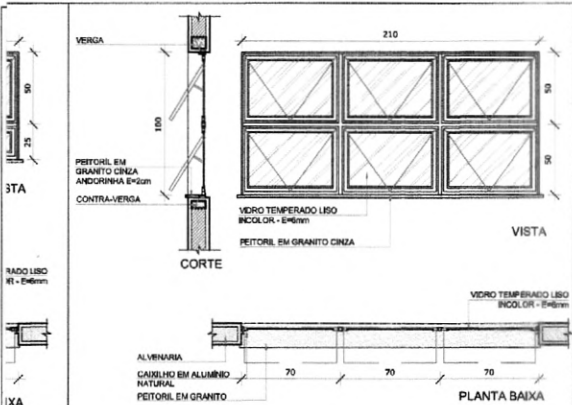 VERGA
210
50
50
25
100
50
50
PEITORIL EM
GRANITO CINZA
ANDORINHA E=2cm
CONTRA-VERGA
STA
VIDRO TEMPERADO LISO
INCOLOR - E=6mm
PEITORIL EM GRANITO CINZA
VISTA
CORTE
RADO LISO
OR - E=6mm
VIDRO TEMPERADO LISO
INCOLOR - E=6mm
ALVENARIA
CAIXILHO EM ALUMÍNIO
NATURAL
PEITORIL EM GRANITO
70
70
70
IXA
PLANTA BAIXA